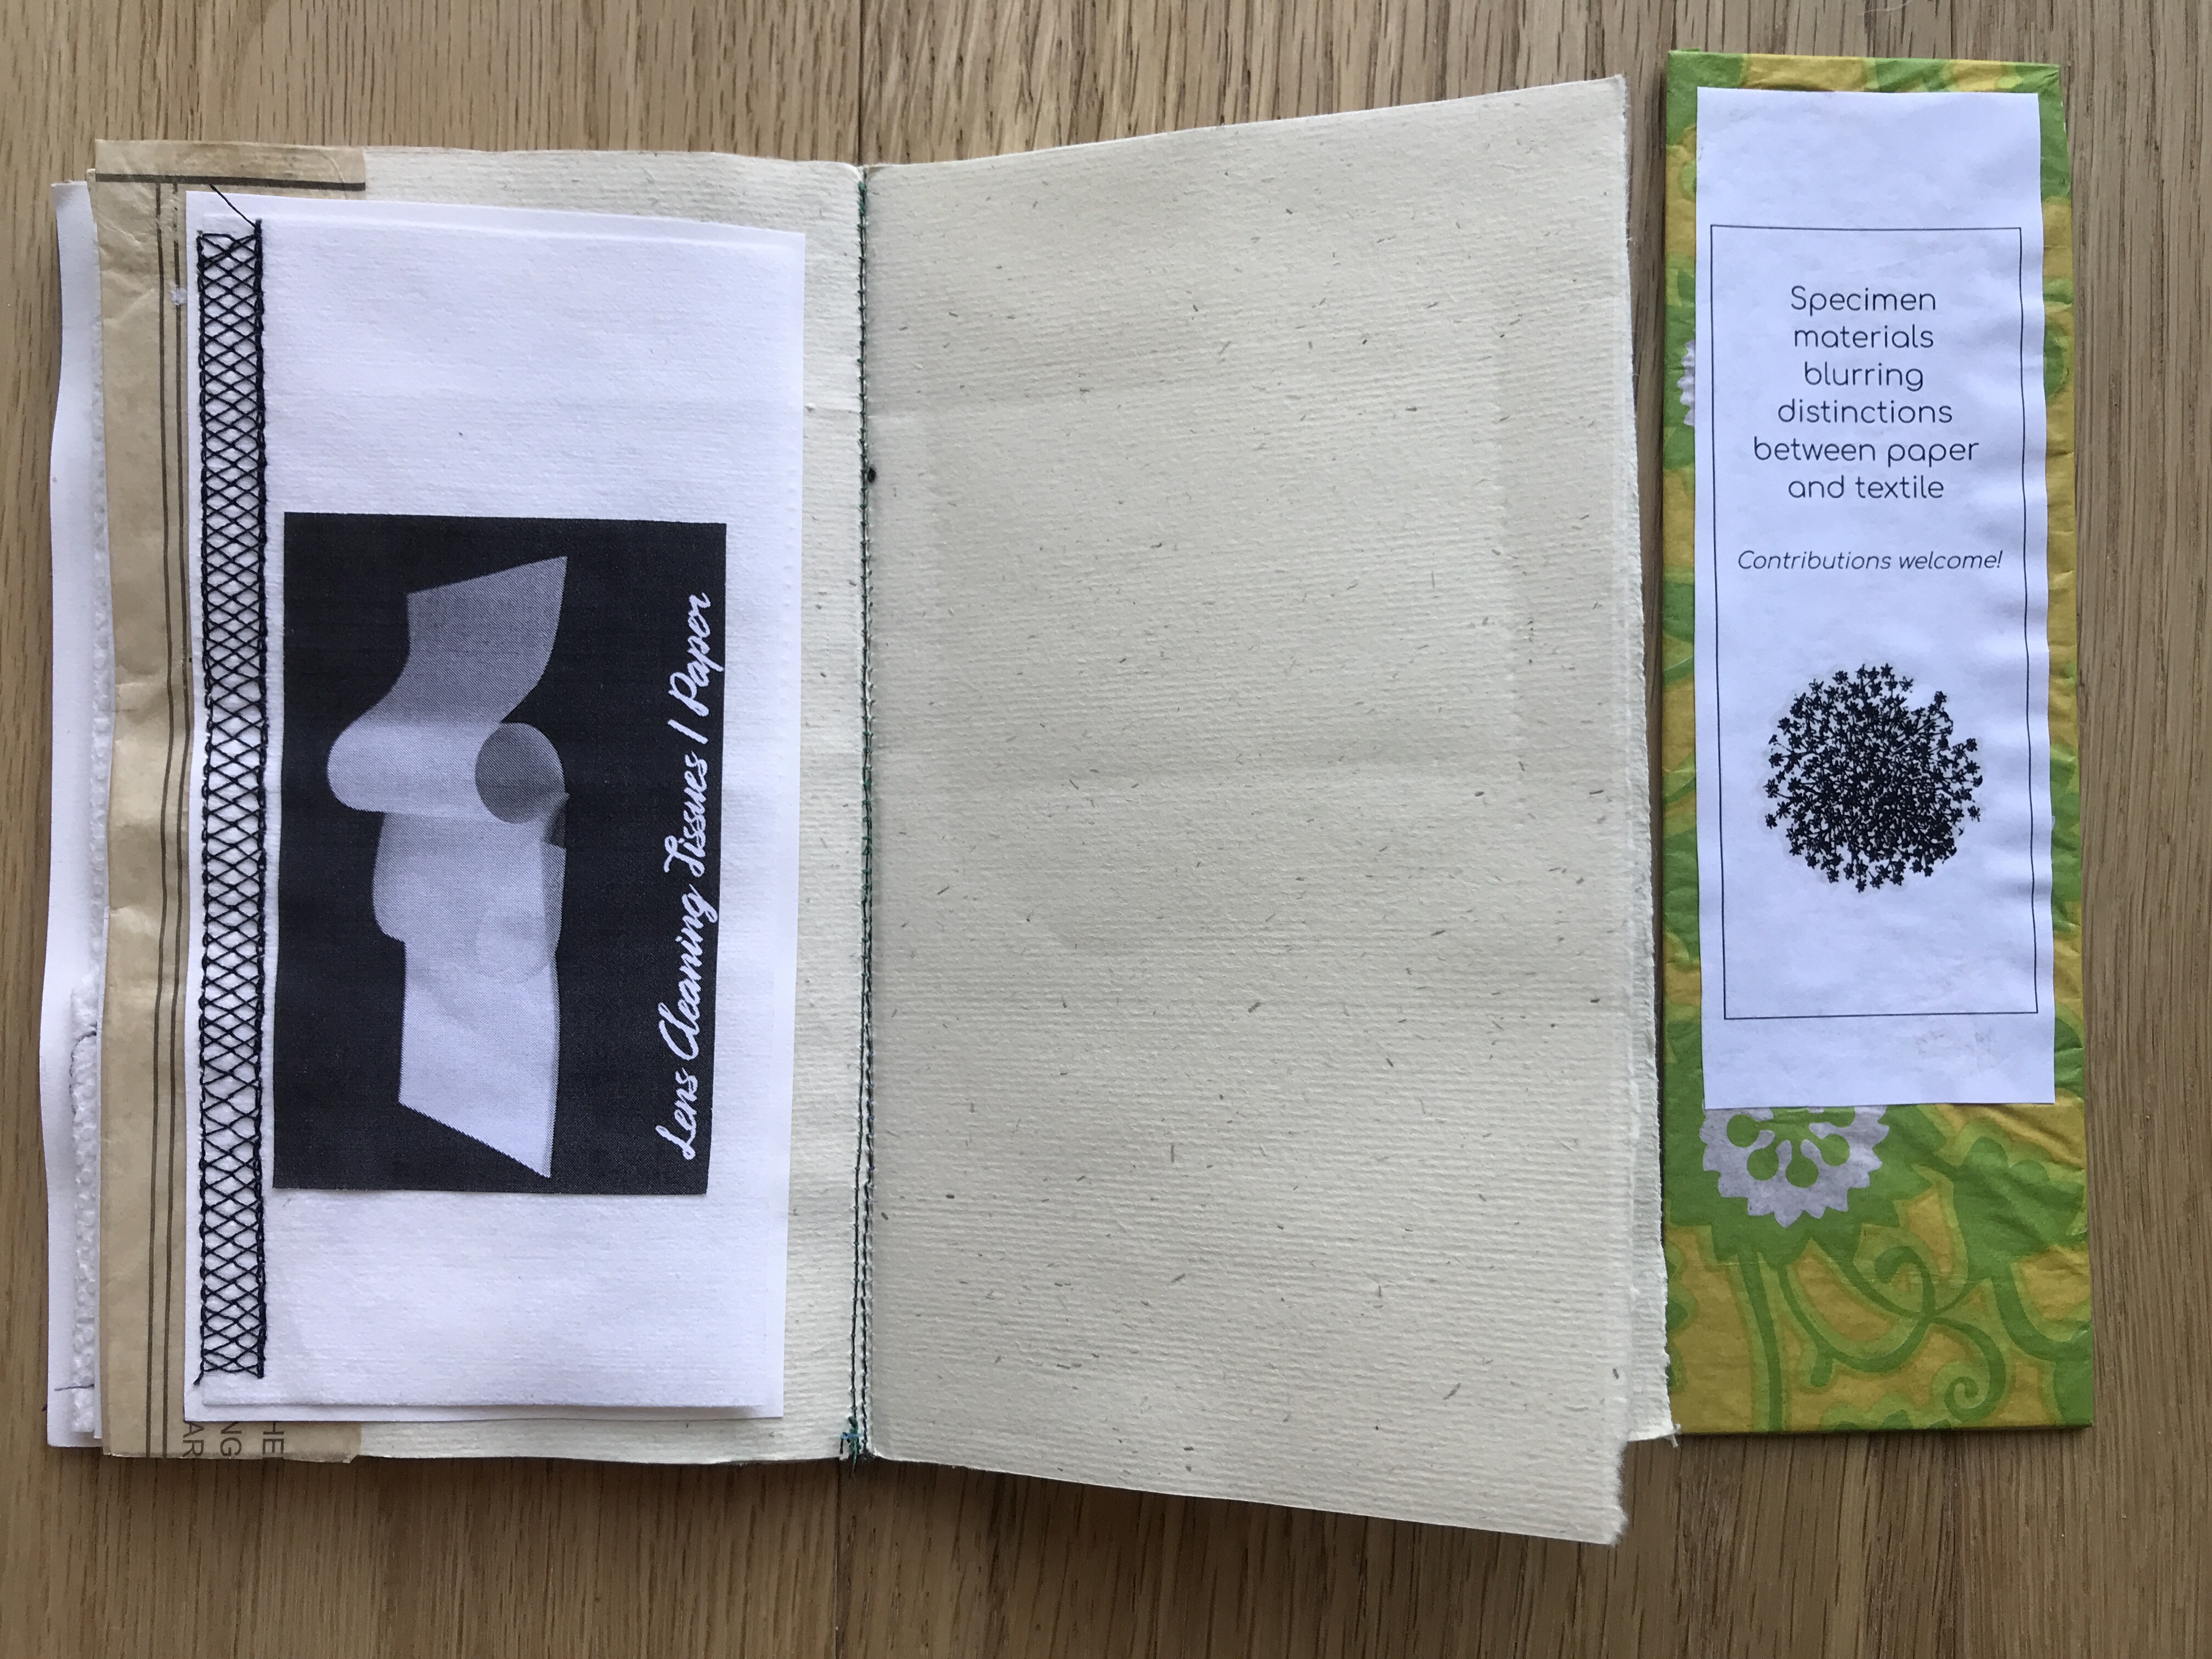 Lens Cleaning Tissues / Paper
HE
NG
AR
Specimen
materials
blurring
distinctions
between paper
and textile
Contributions welcome!